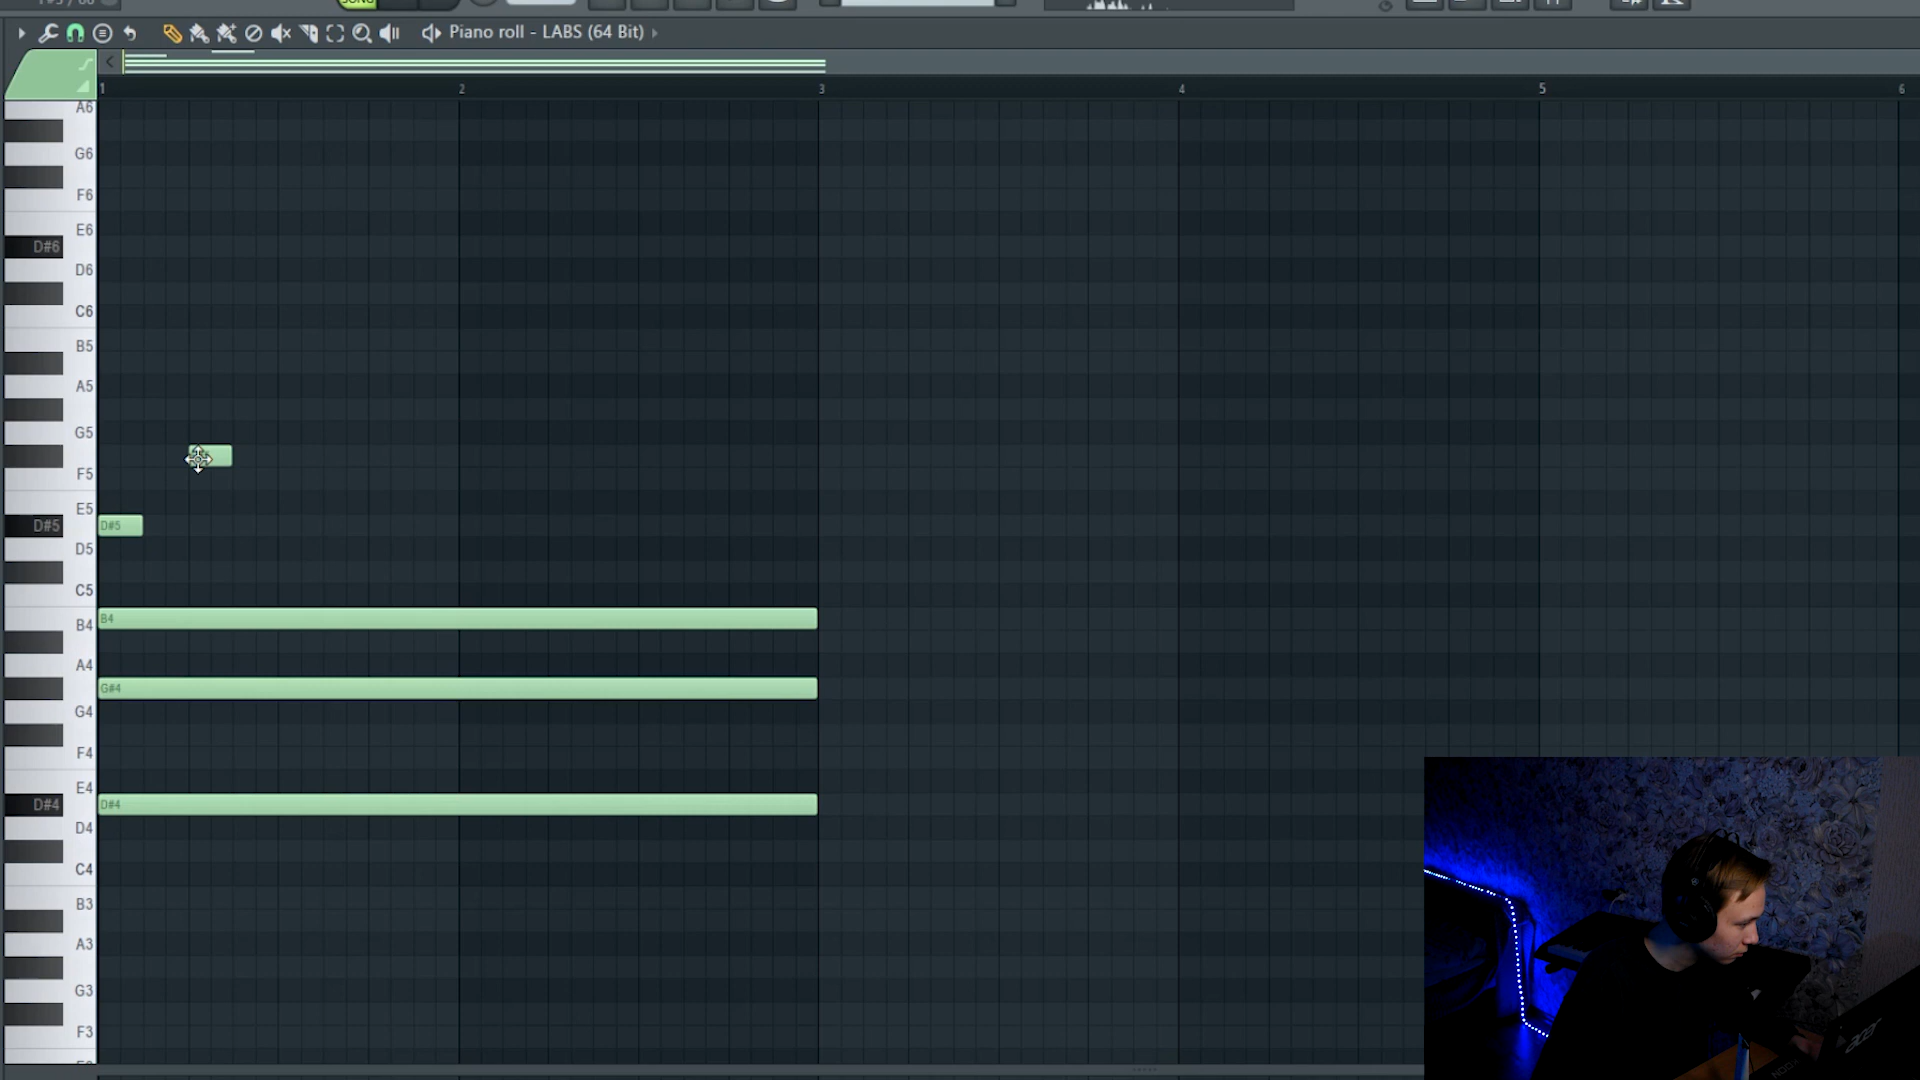 SONG
Piano roll - LABS (64 Bit)
1 2 3 4 5 6
A6
G6
F6
E6
D#6
D6
C6
B5
A5
G5
F5
E5
D#5 D#5
D5
C5
B4 B4
A4
G#4
G4
F4
E4
D#4 D#4
D4
C4
B3
A3
G3
F3
acer